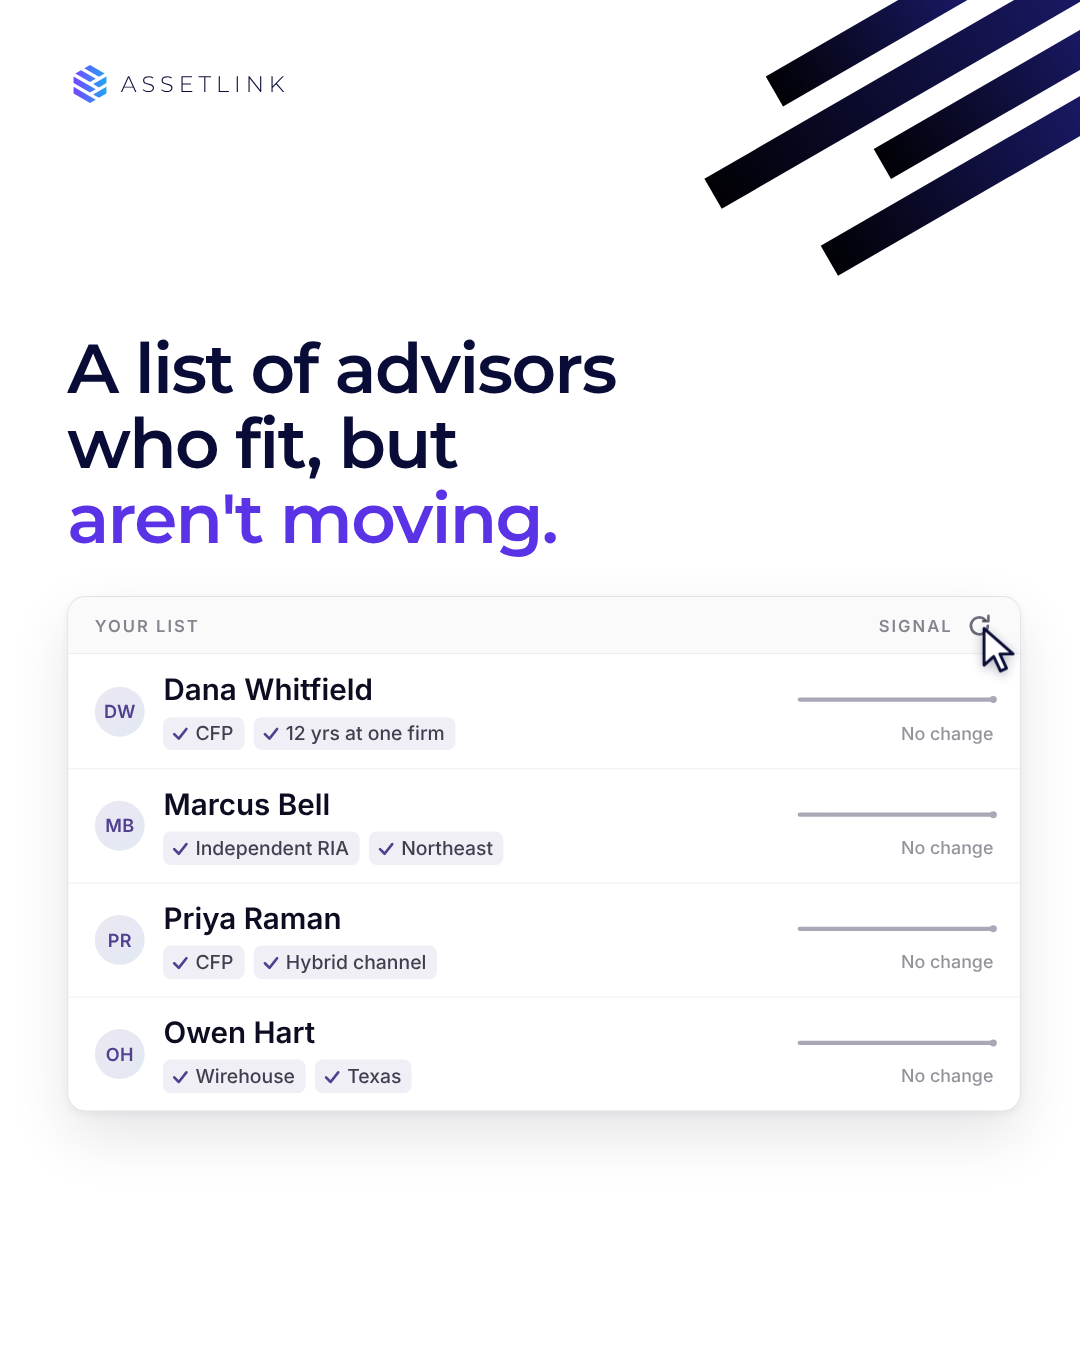 ASSETLINK
A list of advisors
who fit, but
aren't moving.
YOUR LIST SIGNAL
DW Dana Whitfield
CFP 12 yrs at one firm No change
MB Marcus Bell
Independent RIA Northeast No change
PR Priya Raman
CFP Hybrid channel No change
OH Owen Hart
Wirehouse Texas No change